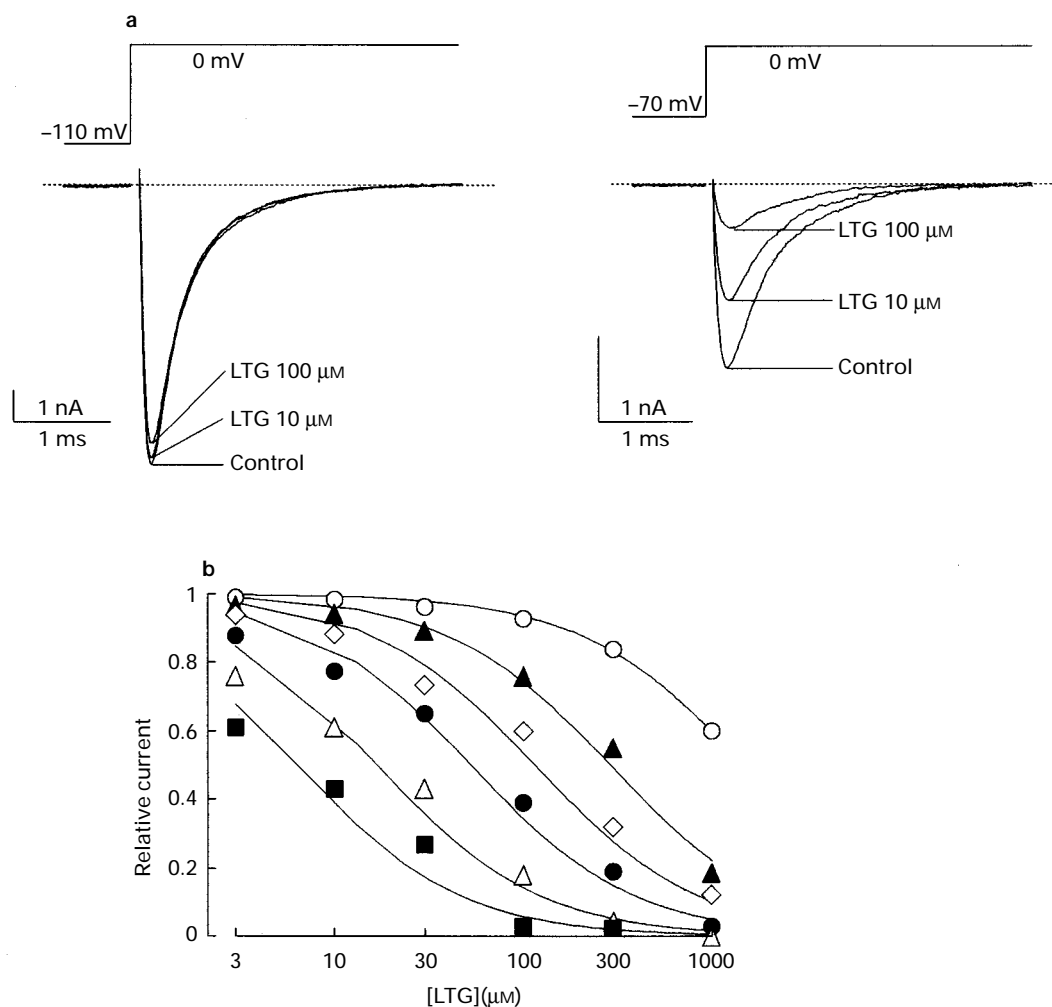 a
0 mV
–110 mV
LTG 100 μM
LTG 10 μM
Control
1 nA
1 ms
0 mV
–70 mV
LTG 100 μM
LTG 10 μM
Control
1 nA
1 ms
b
1
0.8
0.6
0.4
0.2
0
Relative current
3 10 30 100 300 1000
[LTG](μM)